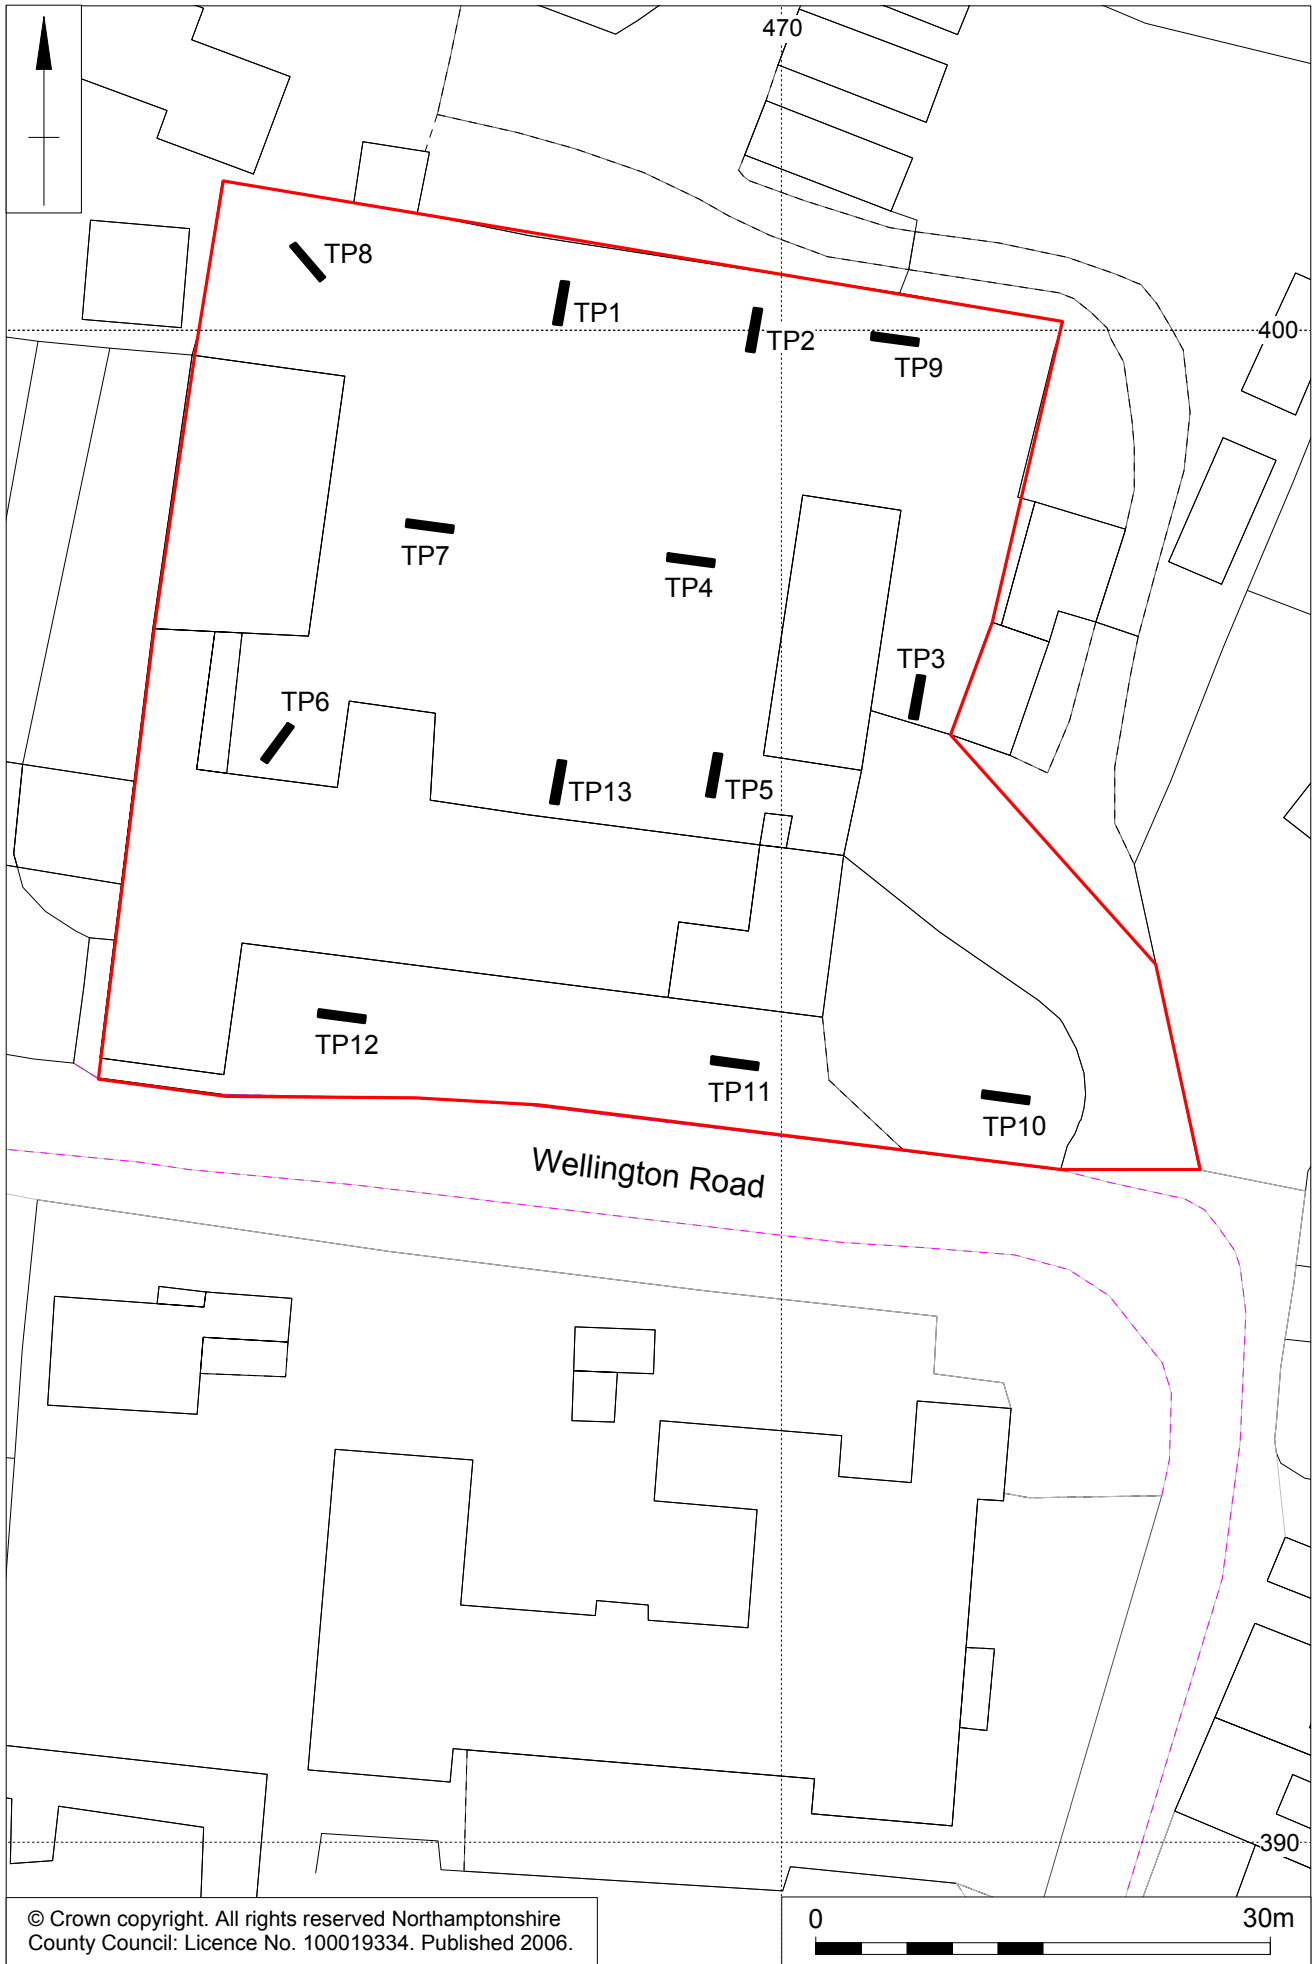 470
TP8
TP1
TP2
400
TP9
TP7
TP4
TP3
TP6
TP13
TP5
TP12
TP11
TP10
Wellington Road
390
© Crown copyright. All rights reserved Northamptonshire
County Council: Licence No. 100019334. Published 2006.
0 30m